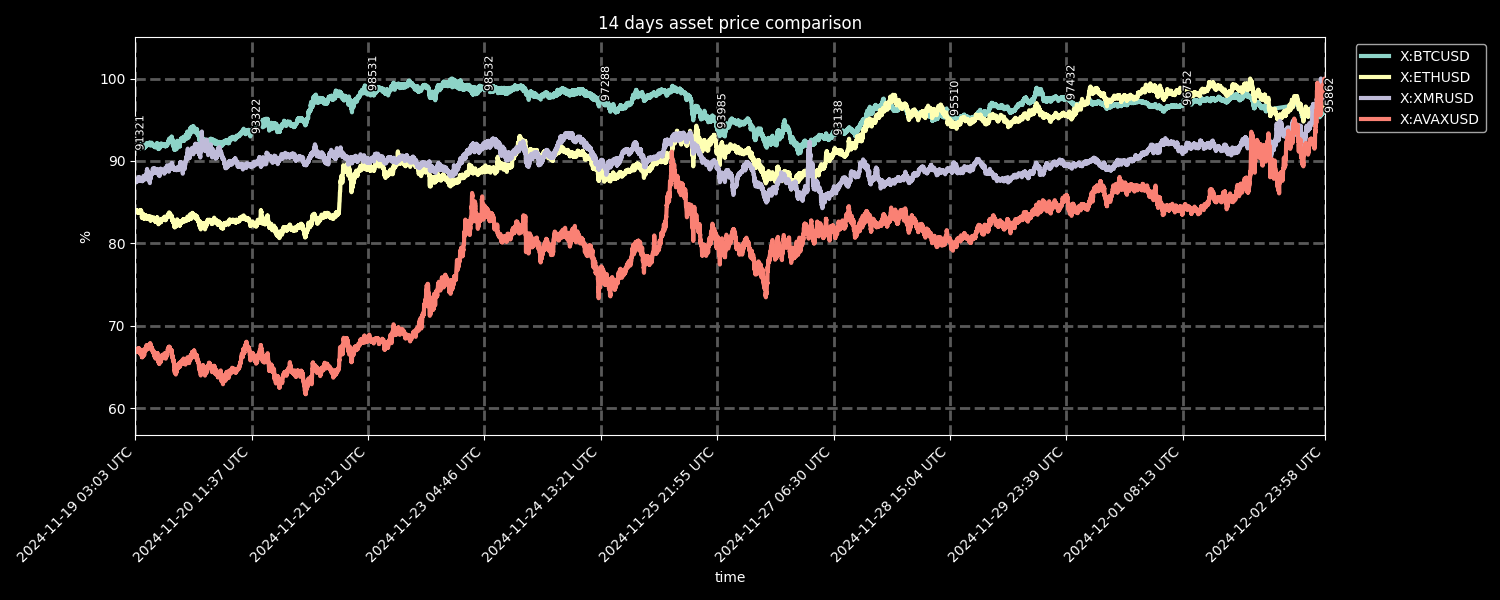 14 days asset price comparison
X:BTCUSD
X:ETHUSD
X:XMRUSD
X:AVAXUSD
100
90
80
70
60
%
91321
93322
98531
98532
97288
93985
93138
95510
97432
96752
95862
2024-11-19 03:03 UTC
2024-11-20 11:37 UTC
2024-11-21 20:12 UTC
2024-11-23 04:46 UTC
2024-11-24 13:21 UTC
2024-11-25 21:55 UTC
2024-11-27 06:30 UTC
2024-11-28 15:04 UTC
2024-11-29 23:39 UTC
2024-12-01 08:13 UTC
2024-12-02 23:58 UTC
time